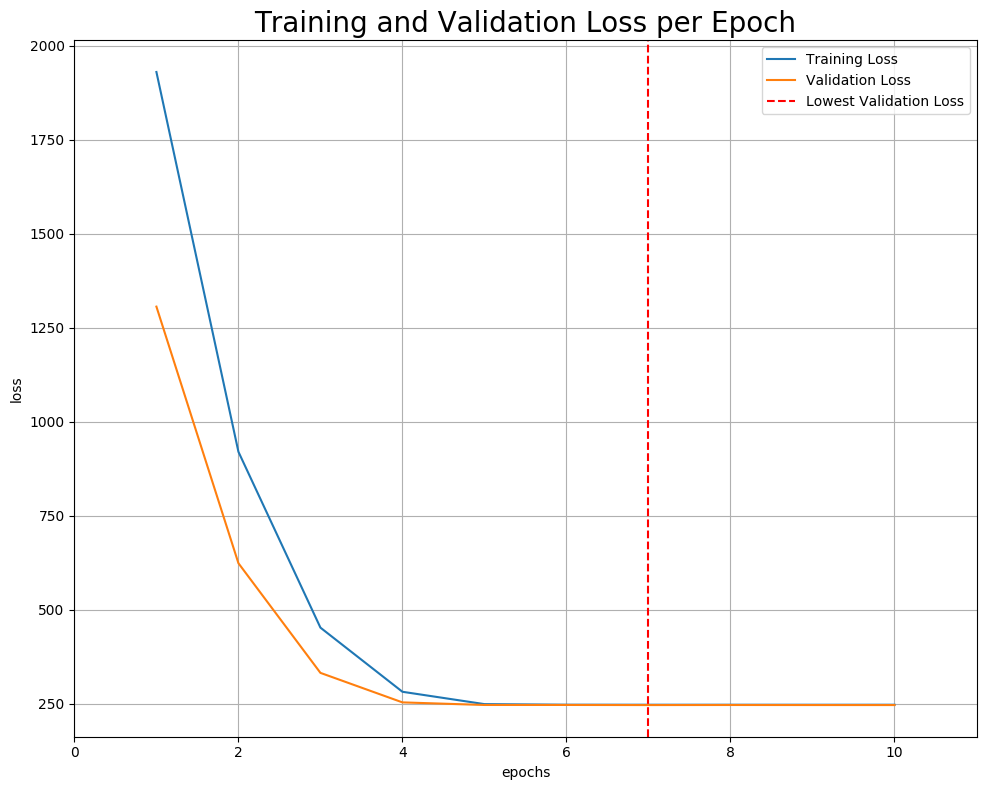 Training and Validation Loss per Epoch
2000
1750
1500
1250
1000
750
500
250
loss
Training Loss
Validation Loss
Lowest Validation Loss
0 2 4 6 8 10
epochs